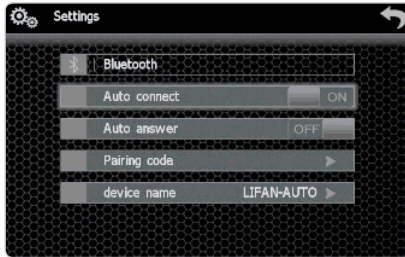 Settings
Bluetooth
Auto connect ON
Auto answer OFF
Pairing code
device name LIFAN-AUTO